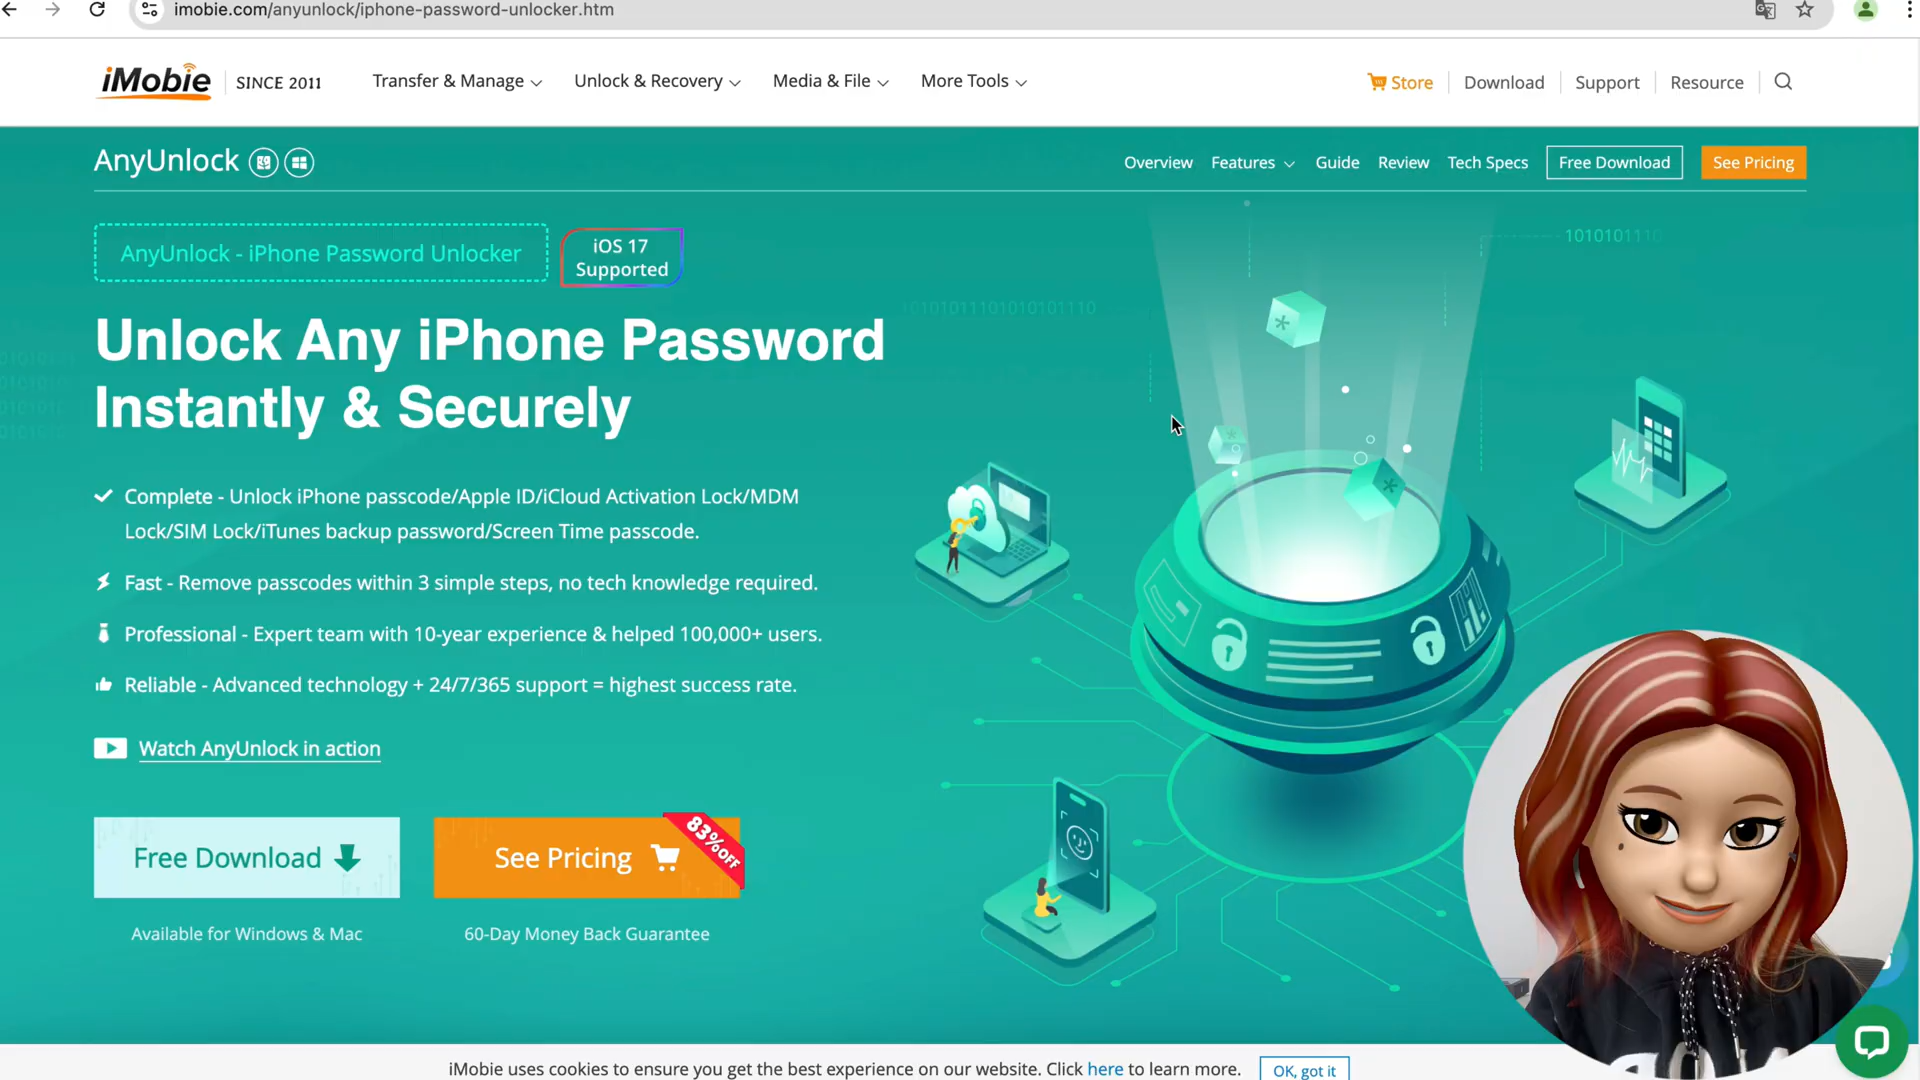 imobie.com/anyunlock/iphone-password-unlocker.htm
iMobie
SINCE 2011
Transfer & Manage
Unlock & Recovery
Media & File
More Tools
Store
Download
Support
Resource
AnyUnlock
Overview
Features
Guide
Review
Tech Specs
Free Download
See Pricing
AnyUnlock - iPhone Password Unlocker
iOS 17
Supported
1010101110
1010111101010101110
Unlock Any iPhone Password
Instantly & Securely
Complete - Unlock iPhone passcode/Apple ID/iCloud Activation Lock/MDM
Lock/SIM Lock/iTunes backup password/Screen Time passcode.
Fast - Remove passcodes within 3 simple steps, no tech knowledge required.
Professional - Expert team with 10-year experience & helped 100,000+ users.
Reliable - Advanced technology + 24/7/365 support = highest success rate.
Watch AnyUnlock in action
Free Download
See Pricing
83%OFF
Available for Windows & Mac
60-Day Money Back Guarantee
iMobie uses cookies to ensure you get the best experience on our website. Click here to learn more.
OK, got it